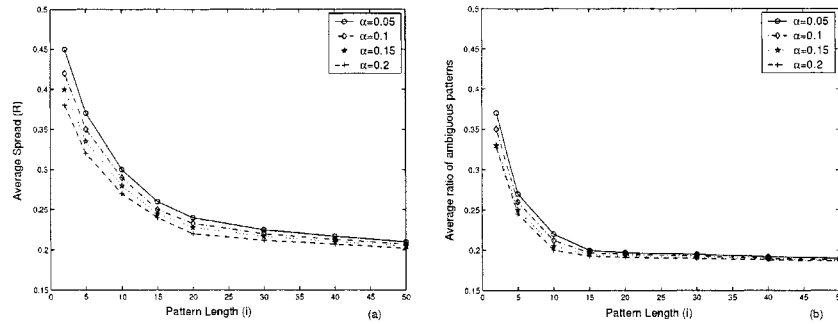 0.5
0.45
0.4
0.35
0.3
0.25
0.2
0.15
0 5 10 15 20 25 30 35 40 45 50
Average Spread (R)
Pattern Length (i)
(a)
α=0.05
α=0.1
α=0.15
α=0.2
0.5
0.45
0.4
0.35
0.3
0.25
0.2
0.15
0 5 10 15 20 25 30 35 40 45 50
Average ratio of ambiguous patterns
Pattern Length (i)
(b)
α=0.05
α=0.1
α=0.15
α=0.2